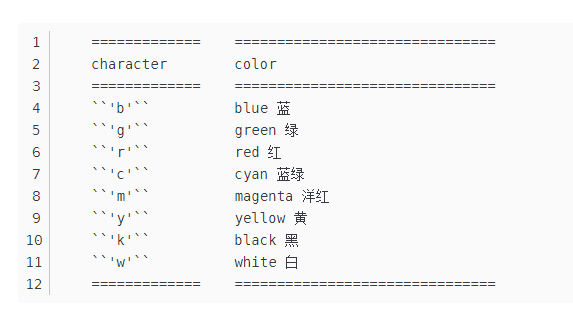 1 =============    ===============================
2 character        color
3 =============    ===============================
4 ``'b'``          blue 蓝
5 ``'g'``          green 绿
6 ``'r'``          red 红
7 ``'c'``          cyan 蓝绿
8 ``'m'``          magenta 洋红
9 ``'y'``          yellow 黄
10 ``'k'``          black 黑
11 ``'w'``          white 白
12 =============    ===============================